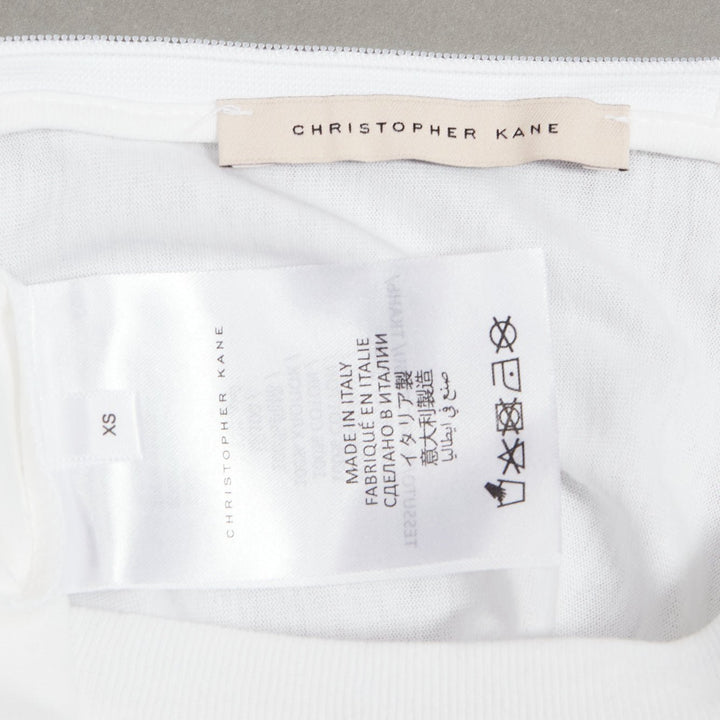 CHRISTOPHER KANE
XS
CHRISTOPHER KANE
MADE IN ITALY
FABRIQUÉ EN ITALIE
СДЕЛАНО В ИТАЛИИ
イタリア製
意大利製造
صنع في ايطاليا